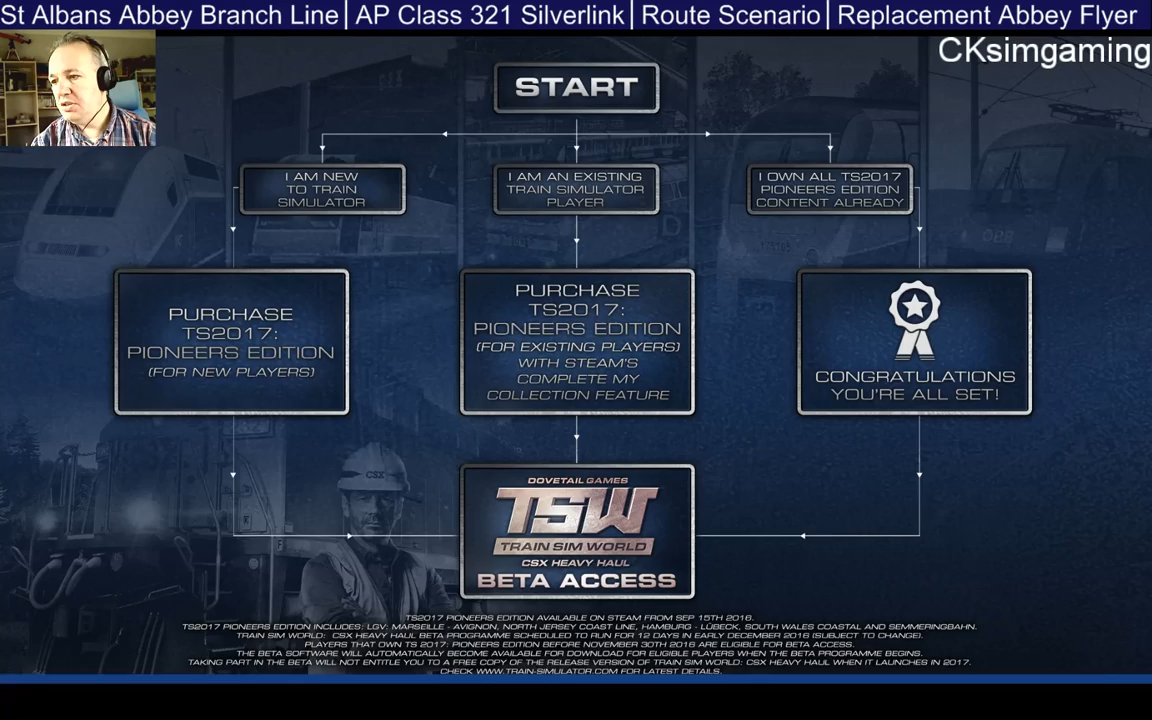 St Albans Abbey Branch Line| AP Class 321 Silverlink| Route Scenario| Replacement Abbey Flyer
CKsimgaming
START
I AM NEW
TO TRAIN
SIMULATOR
I AM AN EXISTING
TRAIN SIMULATOR
PLAYER
I OWN ALL TS2017
PIONEERS EDITION
CONTENT ALREADY
PURCHASE
TS2017:
PIONEERS EDITION
(FOR NEW PLAYERS)
PURCHASE
TS2017:
PIONEERS EDITION
(FOR EXISTING PLAYERS)
WITH STEAM'S
COMPLETE MY
COLLECTION FEATURE
CONGRATULATIONS
YOU'RE ALL SET!
CSX
DOVETAIL GAMES
TSW
TRAIN SIM WORLD
CSX HEAVY HAUL
BETA ACCESS
TS2017 PIONEERS EDITION AVAILABLE ON STEAM FROM SEP 15TH 2016.
TS2017 PIONEERS EDITION INCLUDES: LGV: MARSEILLE - AVIGNON, NORTH JERSEY COAST LINE, HAMBURG - LÜBECK, SOUTH WALES COASTAL AND SEMMERINGBAHN.
TRAIN SIM WORLD: CSX HEAVY HAUL BETA PROGRAMME SCHEDULED TO RUN FOR 12 DAYS IN EARLY DECEMBER 2016 (SUBJECT TO CHANGE).
PLAYERS THAT OWN TS 2017: PIONEERS EDITION BEFORE NOVEMBER 30TH 2016 ARE ELIGIBLE FOR BETA ACCESS.
THE BETA SOFTWARE WILL AUTOMATICALLY BECOME AVAILABLE FOR DOWNLOAD FOR ELIGIBLE PLAYERS WHEN THE BETA PROGRAMME BEGINS.
TAKING PART IN THE BETA WILL NOT ENTITLE YOU TO A FREE COPY OF THE RELEASE VERSION OF TRAIN SIM WORLD: CSX HEAVY HAUL WHEN IT LAUNCHES IN 2017.
CHECK WWW.TRAIN-SIMULATOR.COM FOR LATEST DETAILS.